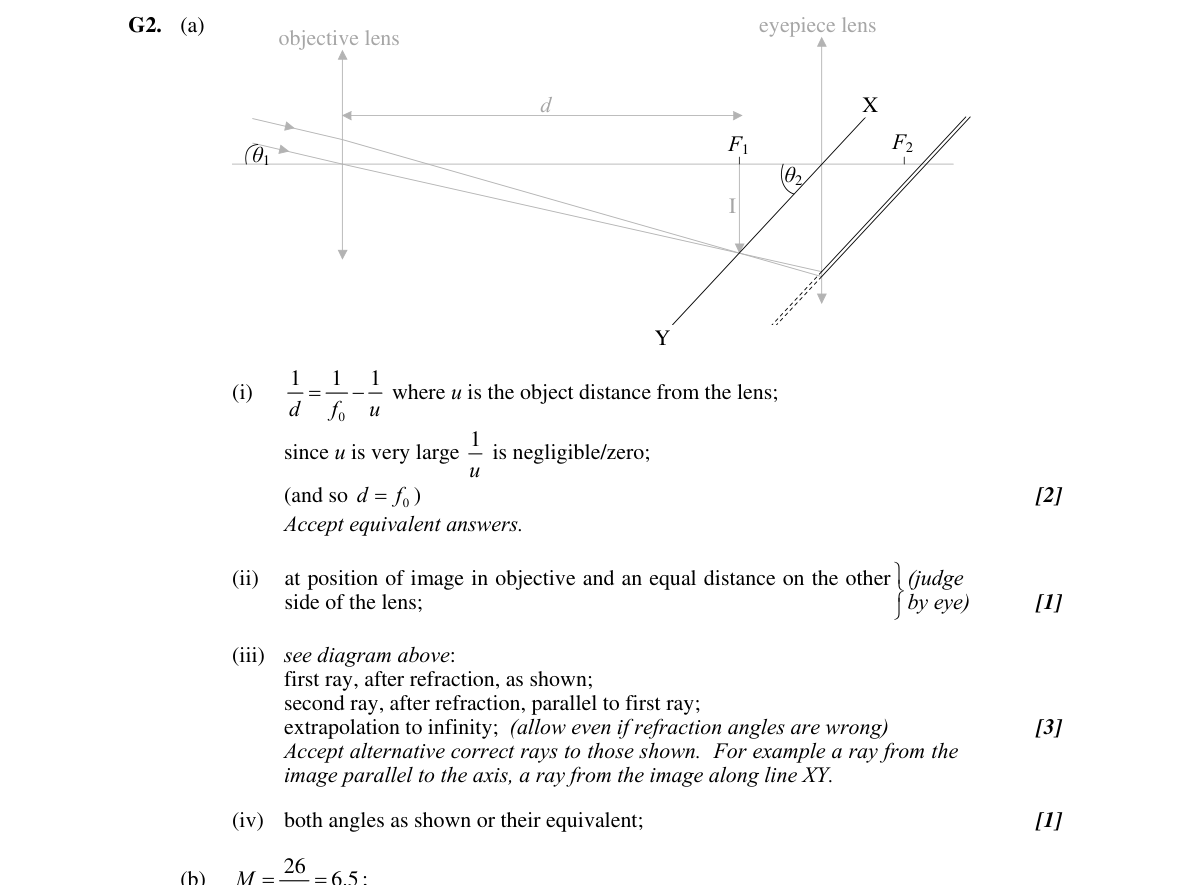 G2. (a)
objective lens
eyepiece lens
d
X
F₁
F₂
θ₁
θ₂
I
Y
(i) 1/d = 1/f₀ − 1/u where u is the object distance from the lens;
since u is very large 1/u is negligible/zero;
(and so d = f₀) [2]
Accept equivalent answers.
(ii) at position of image in objective and an equal distance on the other (judge
side of the lens; by eye) [1]
(iii) see diagram above:
first ray, after refraction, as shown;
second ray, after refraction, parallel to first ray;
extrapolation to infinity; (allow even if refraction angles are wrong) [3]
Accept alternative correct rays to those shown. For example a ray from the
image parallel to the axis, a ray from the image along line XY.
(iv) both angles as shown or their equivalent; [1]
(b) M = 26 = 6.5;